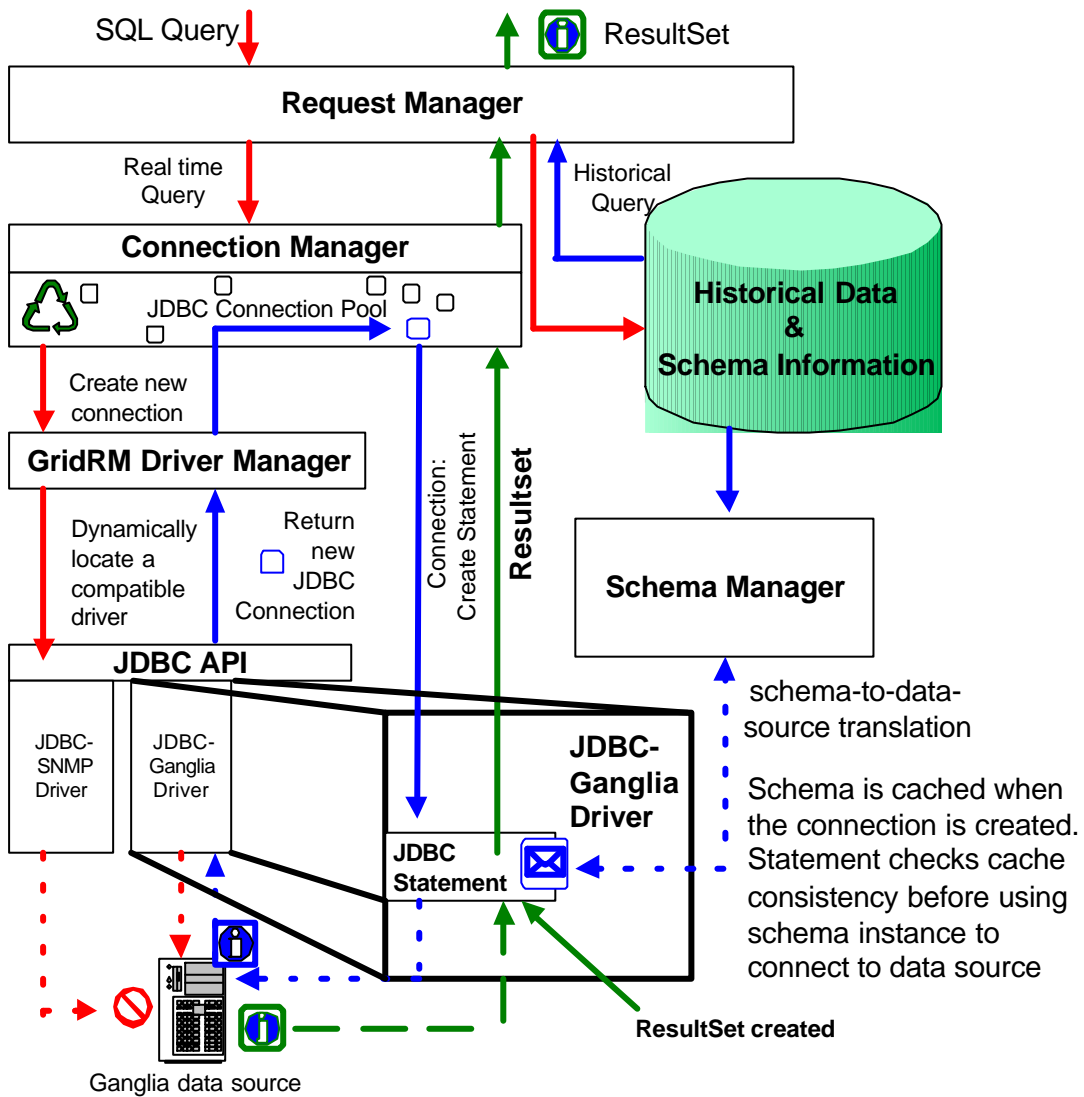 SQL Query
ResultSet
Request Manager
Real time
Query
Historical
Query
Connection Manager
JDBC Connection Pool
Historical Data
&
Schema Information
Create new
connection
GridRM Driver Manager
Connection:
Create Statement
Resultset
Dynamically
locate a
compatible
driver
Return
new
JDBC
Connection
Schema Manager
JDBC API
JDBC-
SNMP
Driver
JDBC-
Ganglia
Driver
JDBC-
Ganglia
Driver
JDBC
Statement
schema-to-data-
source translation
Schema is cached when
the connection is created.
Statement checks cache
consistency before using
schema instance to
connect to data source
ResultSet created
Ganglia data source